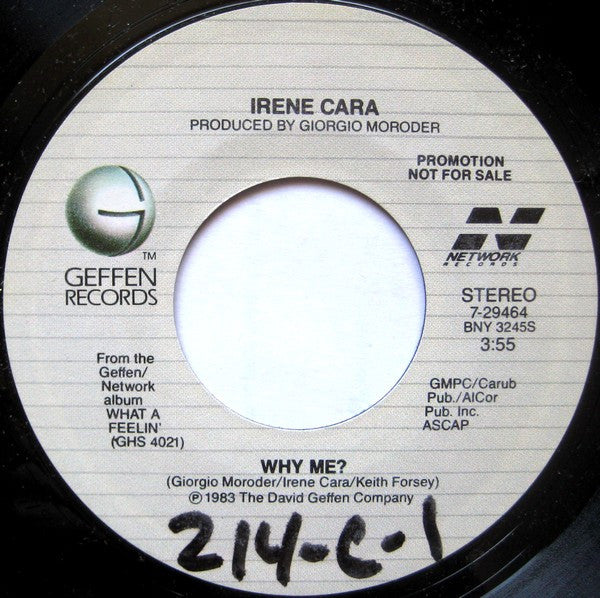 IRENE CARA
PRODUCED BY GIORGIO MORODER
PROMOTION
NOT FOR SALE
G
TM
GEFFEN
RECORDS
N
NETWORK
RECORDS
STEREO
7-29464
BNY 3245S
3:55
From the
Geffen/
Network
album
WHAT A
FEELIN'
(GHS 4021)
GMPC/Carub
Pub./AlCor
Pub. Inc.
ASCAP
WHY ME?
(Giorgio Moroder/Irene Cara/Keith Forsey)
℗ 1983 The David Geffen Company
214-C-1